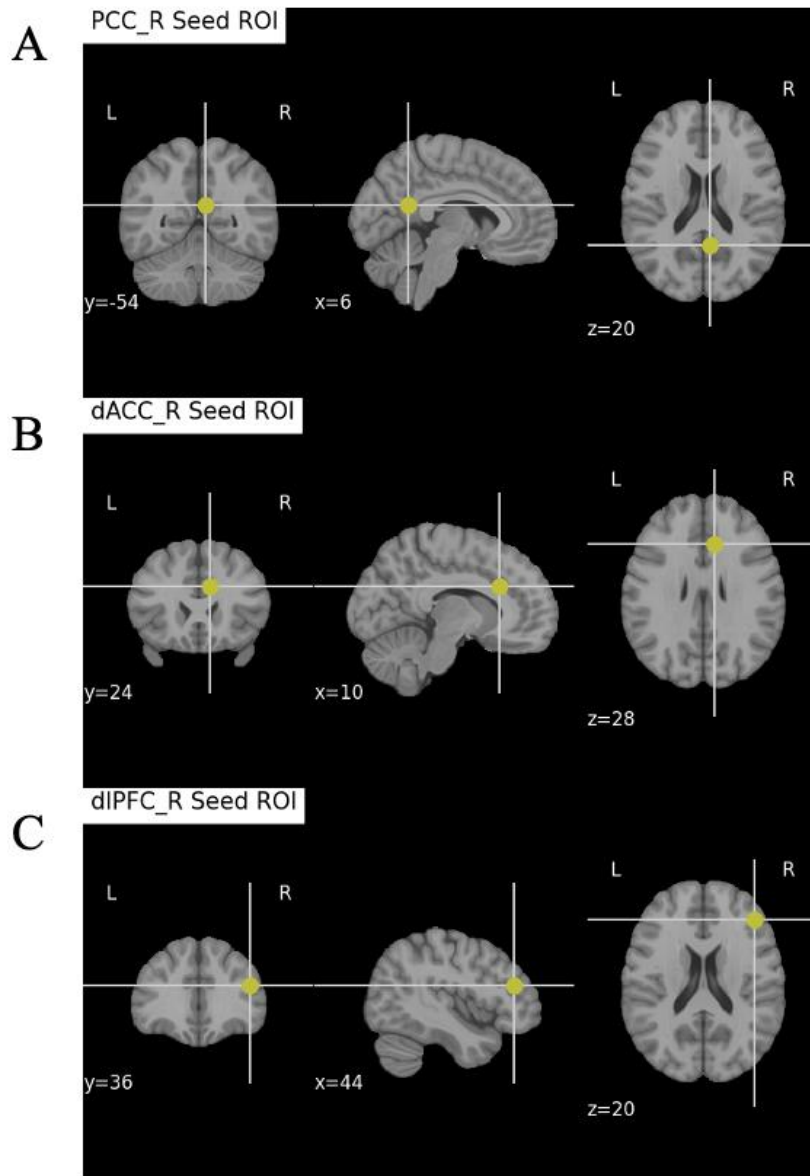 A
PCC_R Seed ROI
L R
L R
y=-54
x=6
z=20
B
dACC_R Seed ROI
L R
L R
y=24
x=10
z=28
C
dlPFC_R Seed ROI
L R
L R
y=36
x=44
z=20